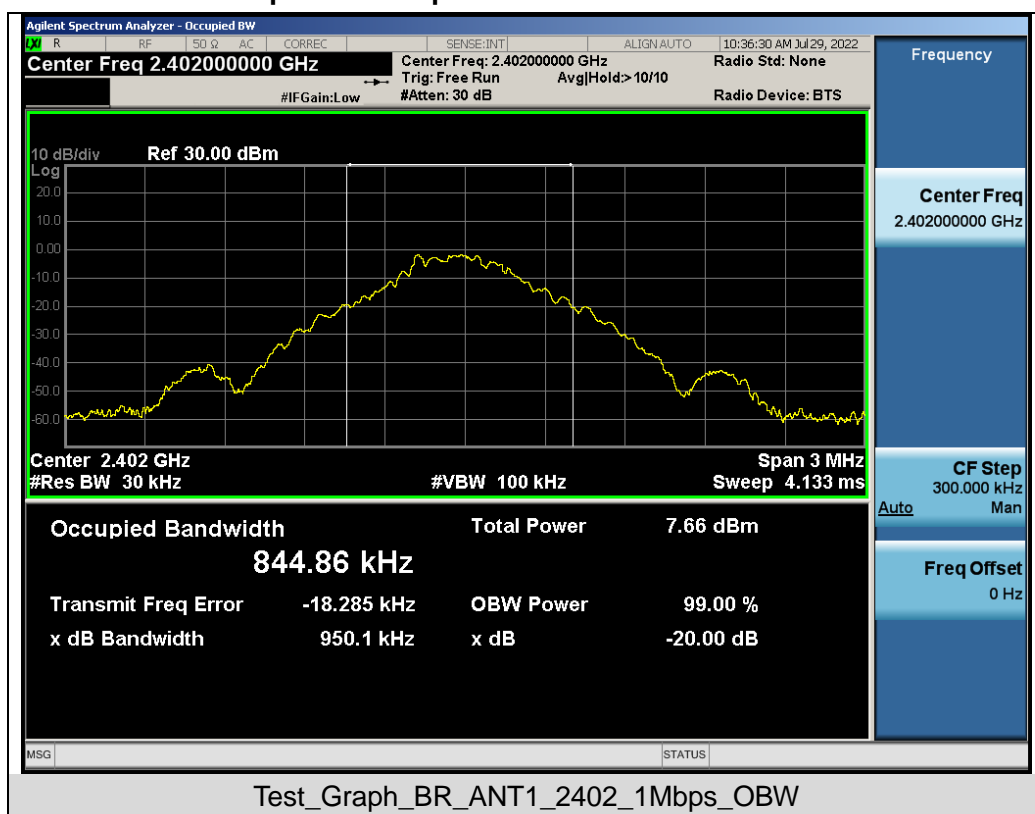 Agilent Spectrum Analyzer - Occupied BW
LXI R RF 50 Ω AC CORREC SENSE:INT ALIGN AUTO 10:36:30 AM Jul 29, 2022
Center Freq 2.402000000 GHz Center Freq: 2.402000000 GHz Radio Std: None
Trig: Free Run Avg|Hold:>10/10
#IFGain:Low #Atten: 30 dB Radio Device: BTS
10 dB/div Ref 30.00 dBm
Log
20.0
10.0
0.00
-10.0
-20.0
-30.0
-40.0
-50.0
-60.0
Center 2.402 GHz Span 3 MHz
#Res BW 30 kHz #VBW 100 kHz Sweep 4.133 ms
Occupied Bandwidth Total Power 7.66 dBm
844.86 kHz
Transmit Freq Error -18.285 kHz OBW Power 99.00 %
x dB Bandwidth 950.1 kHz x dB -20.00 dB
Frequency
Center Freq
2.402000000 GHz
CF Step
300.000 kHz
Auto Man
Freq Offset
0 Hz
MSG STATUS
Test_Graph_BR_ANT1_2402_1Mbps_OBW